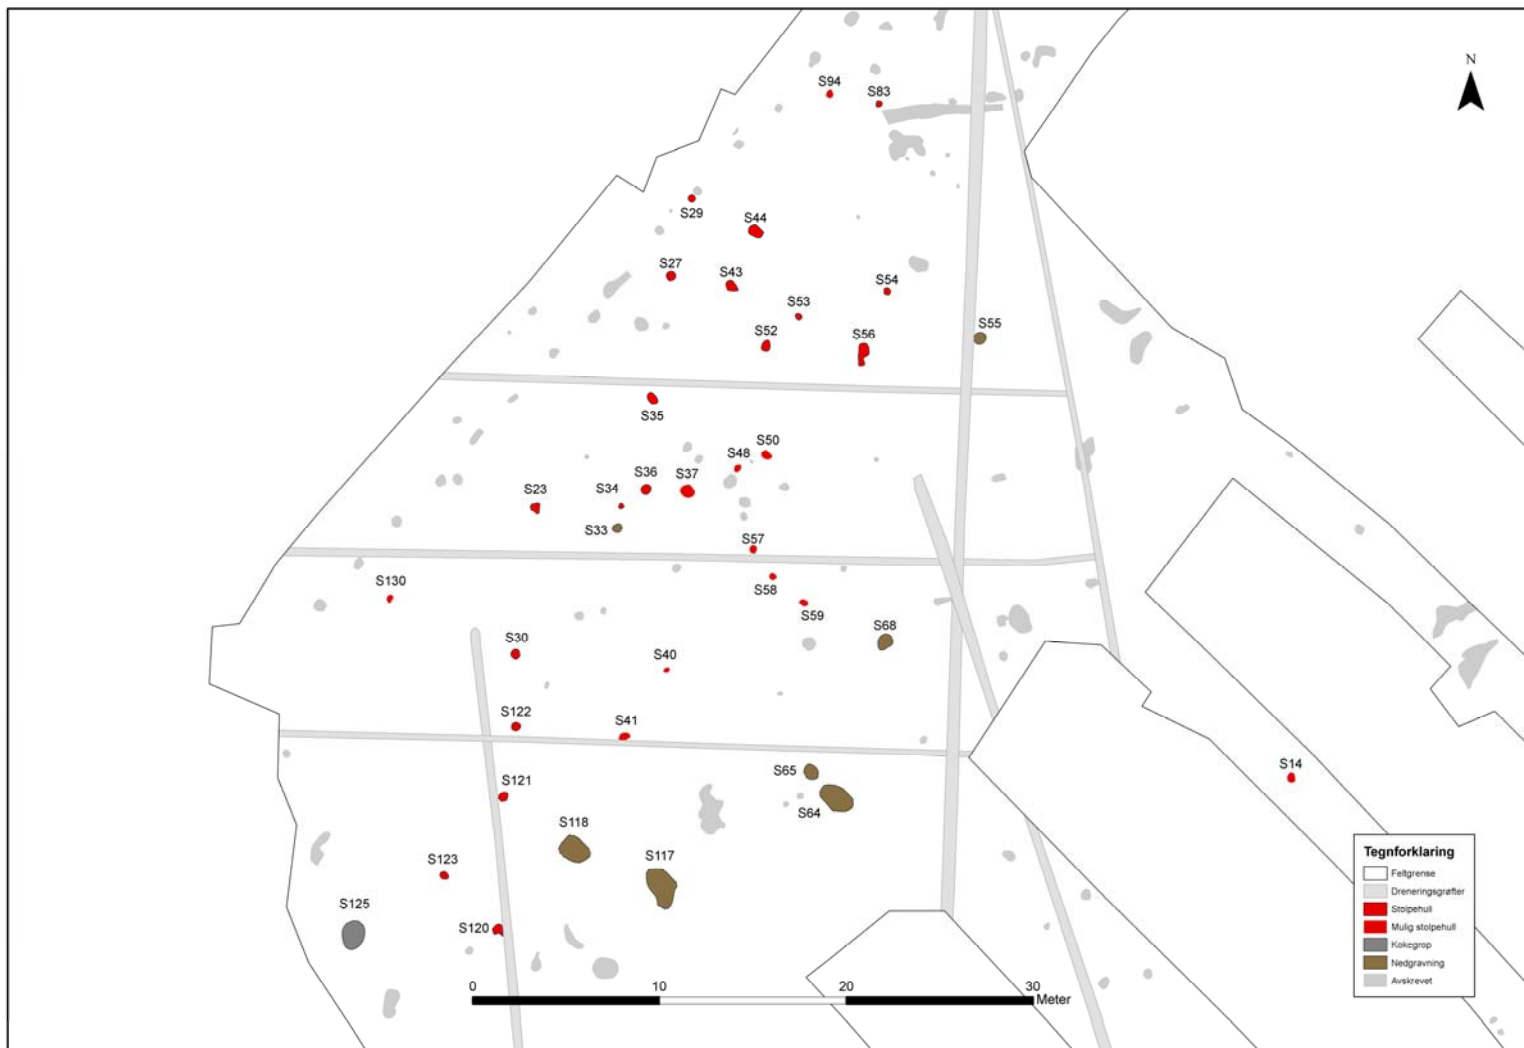 N
S94
S83
S29
S44
S27
S43
S54
S53
S55
S52
S56
S35
S50
S48
S36
S37
S23
S34
S33
S57
S130
S58
S59
S68
S30
S40
S122
S41
S65
S14
S121
S64
S118
S117
S123
S125
S120
0 10 20 30 Meter
Tegnforklaring
Feltgrense
Dreneringsgrøfter
Stolpehull
Mulig stolpehull
Kokegrop
Nedgravning
Avskrevet